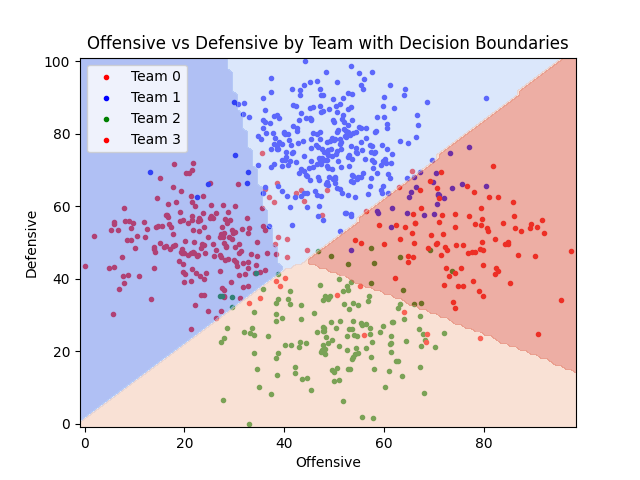 Offensive vs Defensive by Team with Decision Boundaries
Team 0
Team 1
Team 2
Team 3
100
80
60
40
20
0
Defensive
0 20 40 60 80
Offensive